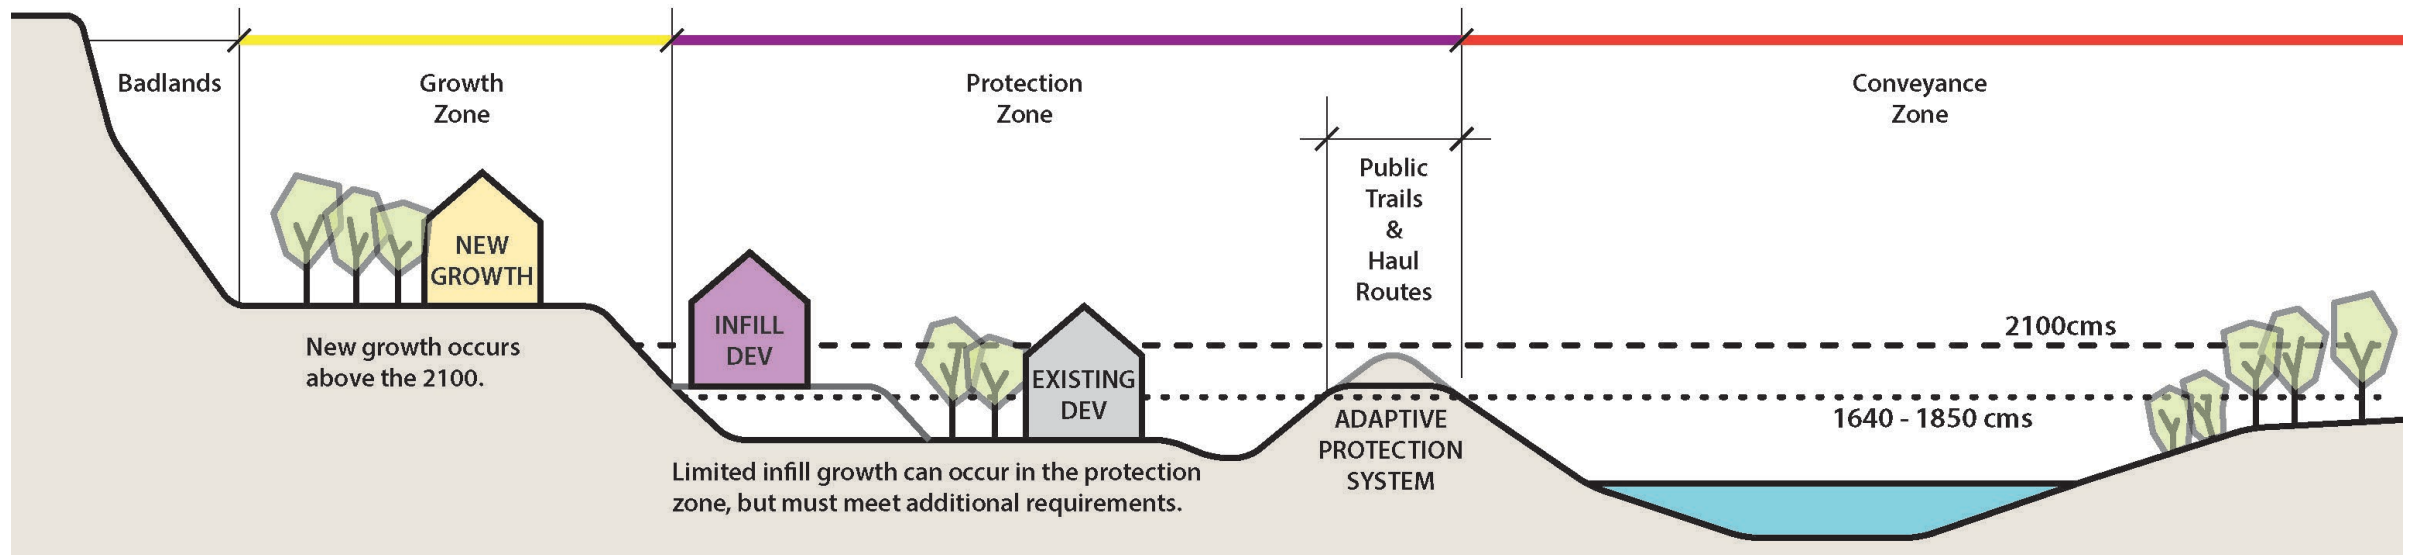 Badlands
Growth
Zone
Protection
Zone
Conveyance
Zone
Public
Trails
&
Haul
Routes
NEW
GROWTH
INFILL
DEV
EXISTING
DEV
2100cms
1640 - 1850 cms
New growth occurs
above the 2100.
ADAPTIVE
PROTECTION
SYSTEM
Limited infill growth can occur in the protection
zone, but must meet additional requirements.